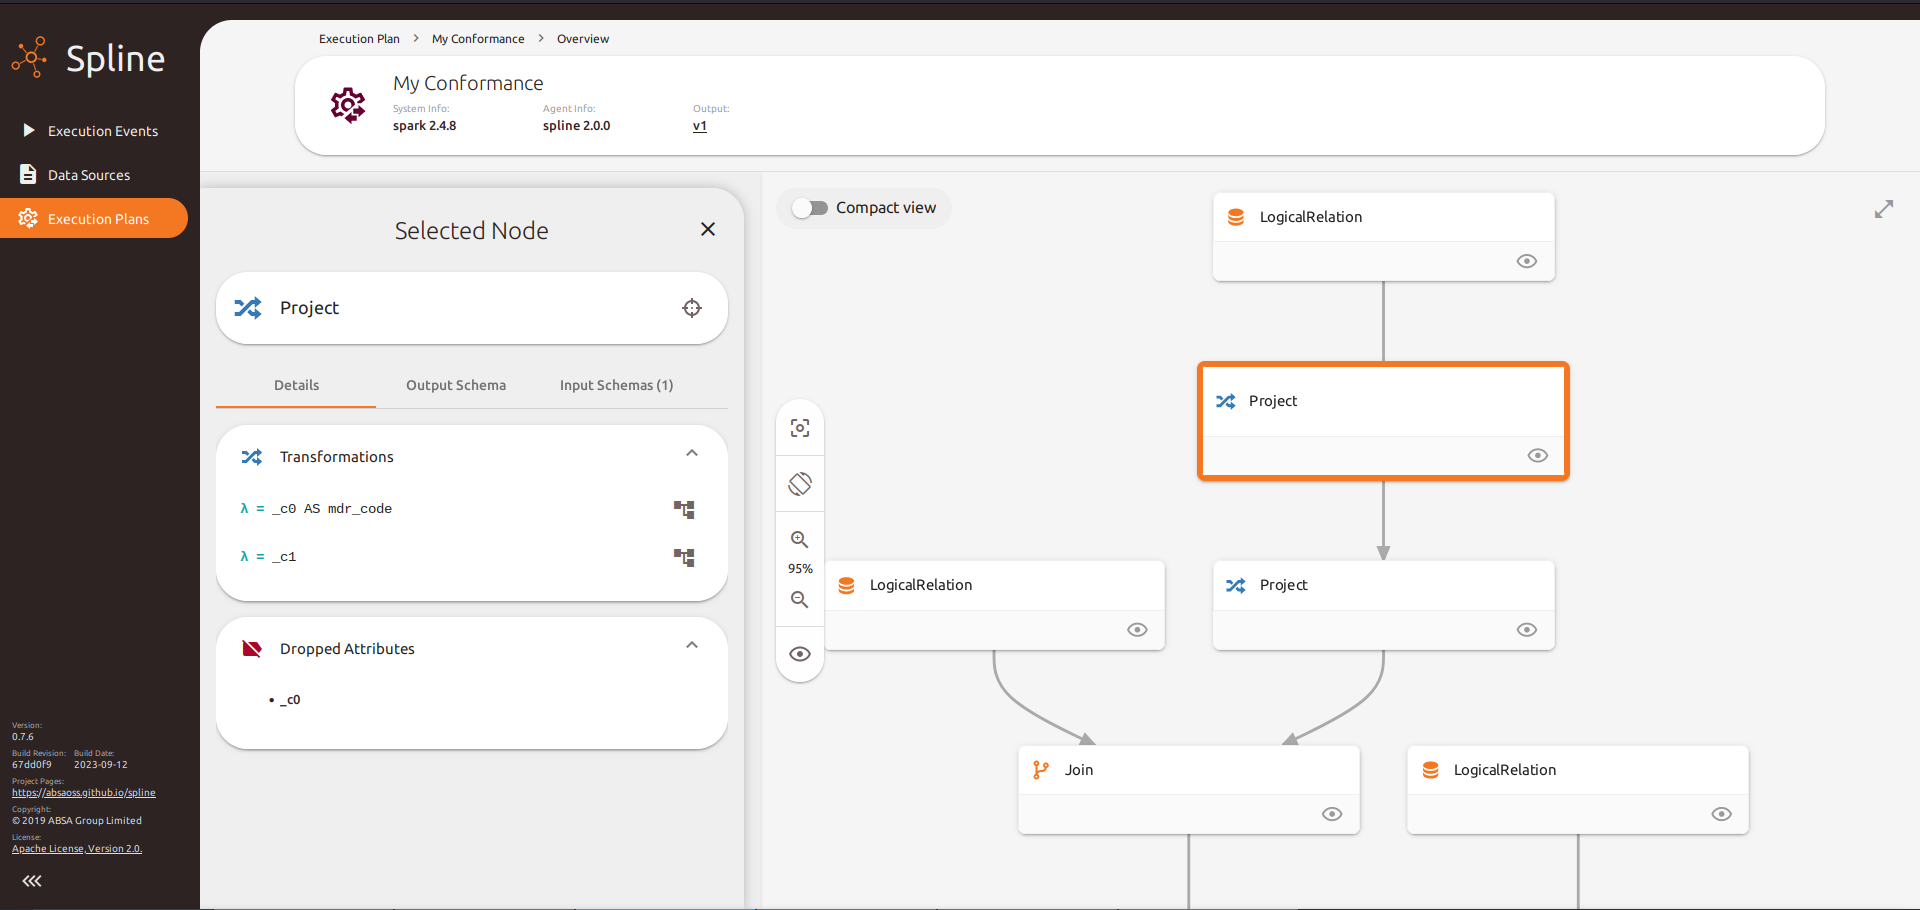 Spline
Execution Events
Data Sources
Execution Plans
Version:
0.7.6
Build Revision: Build Date:
67dd0f9 2023-09-12
Project Pages:
https://absaoss.github.io/spline
Copyright:
© 2019 ABSA Group Limited
License:
Apache License, Version 2.0.
Execution Plan > My Conformance > Overview
My Conformance
System Info: Agent Info: Output:
spark 2.4.8 spline 2.0.0 v1
Selected Node
Project
Details Output Schema Input Schemas (1)
Transformations
λ = _c0 AS mdr_code
λ = _c1
Dropped Attributes
• _c0
Compact view
95%
LogicalRelation
Project
LogicalRelation
Project
Join
LogicalRelation